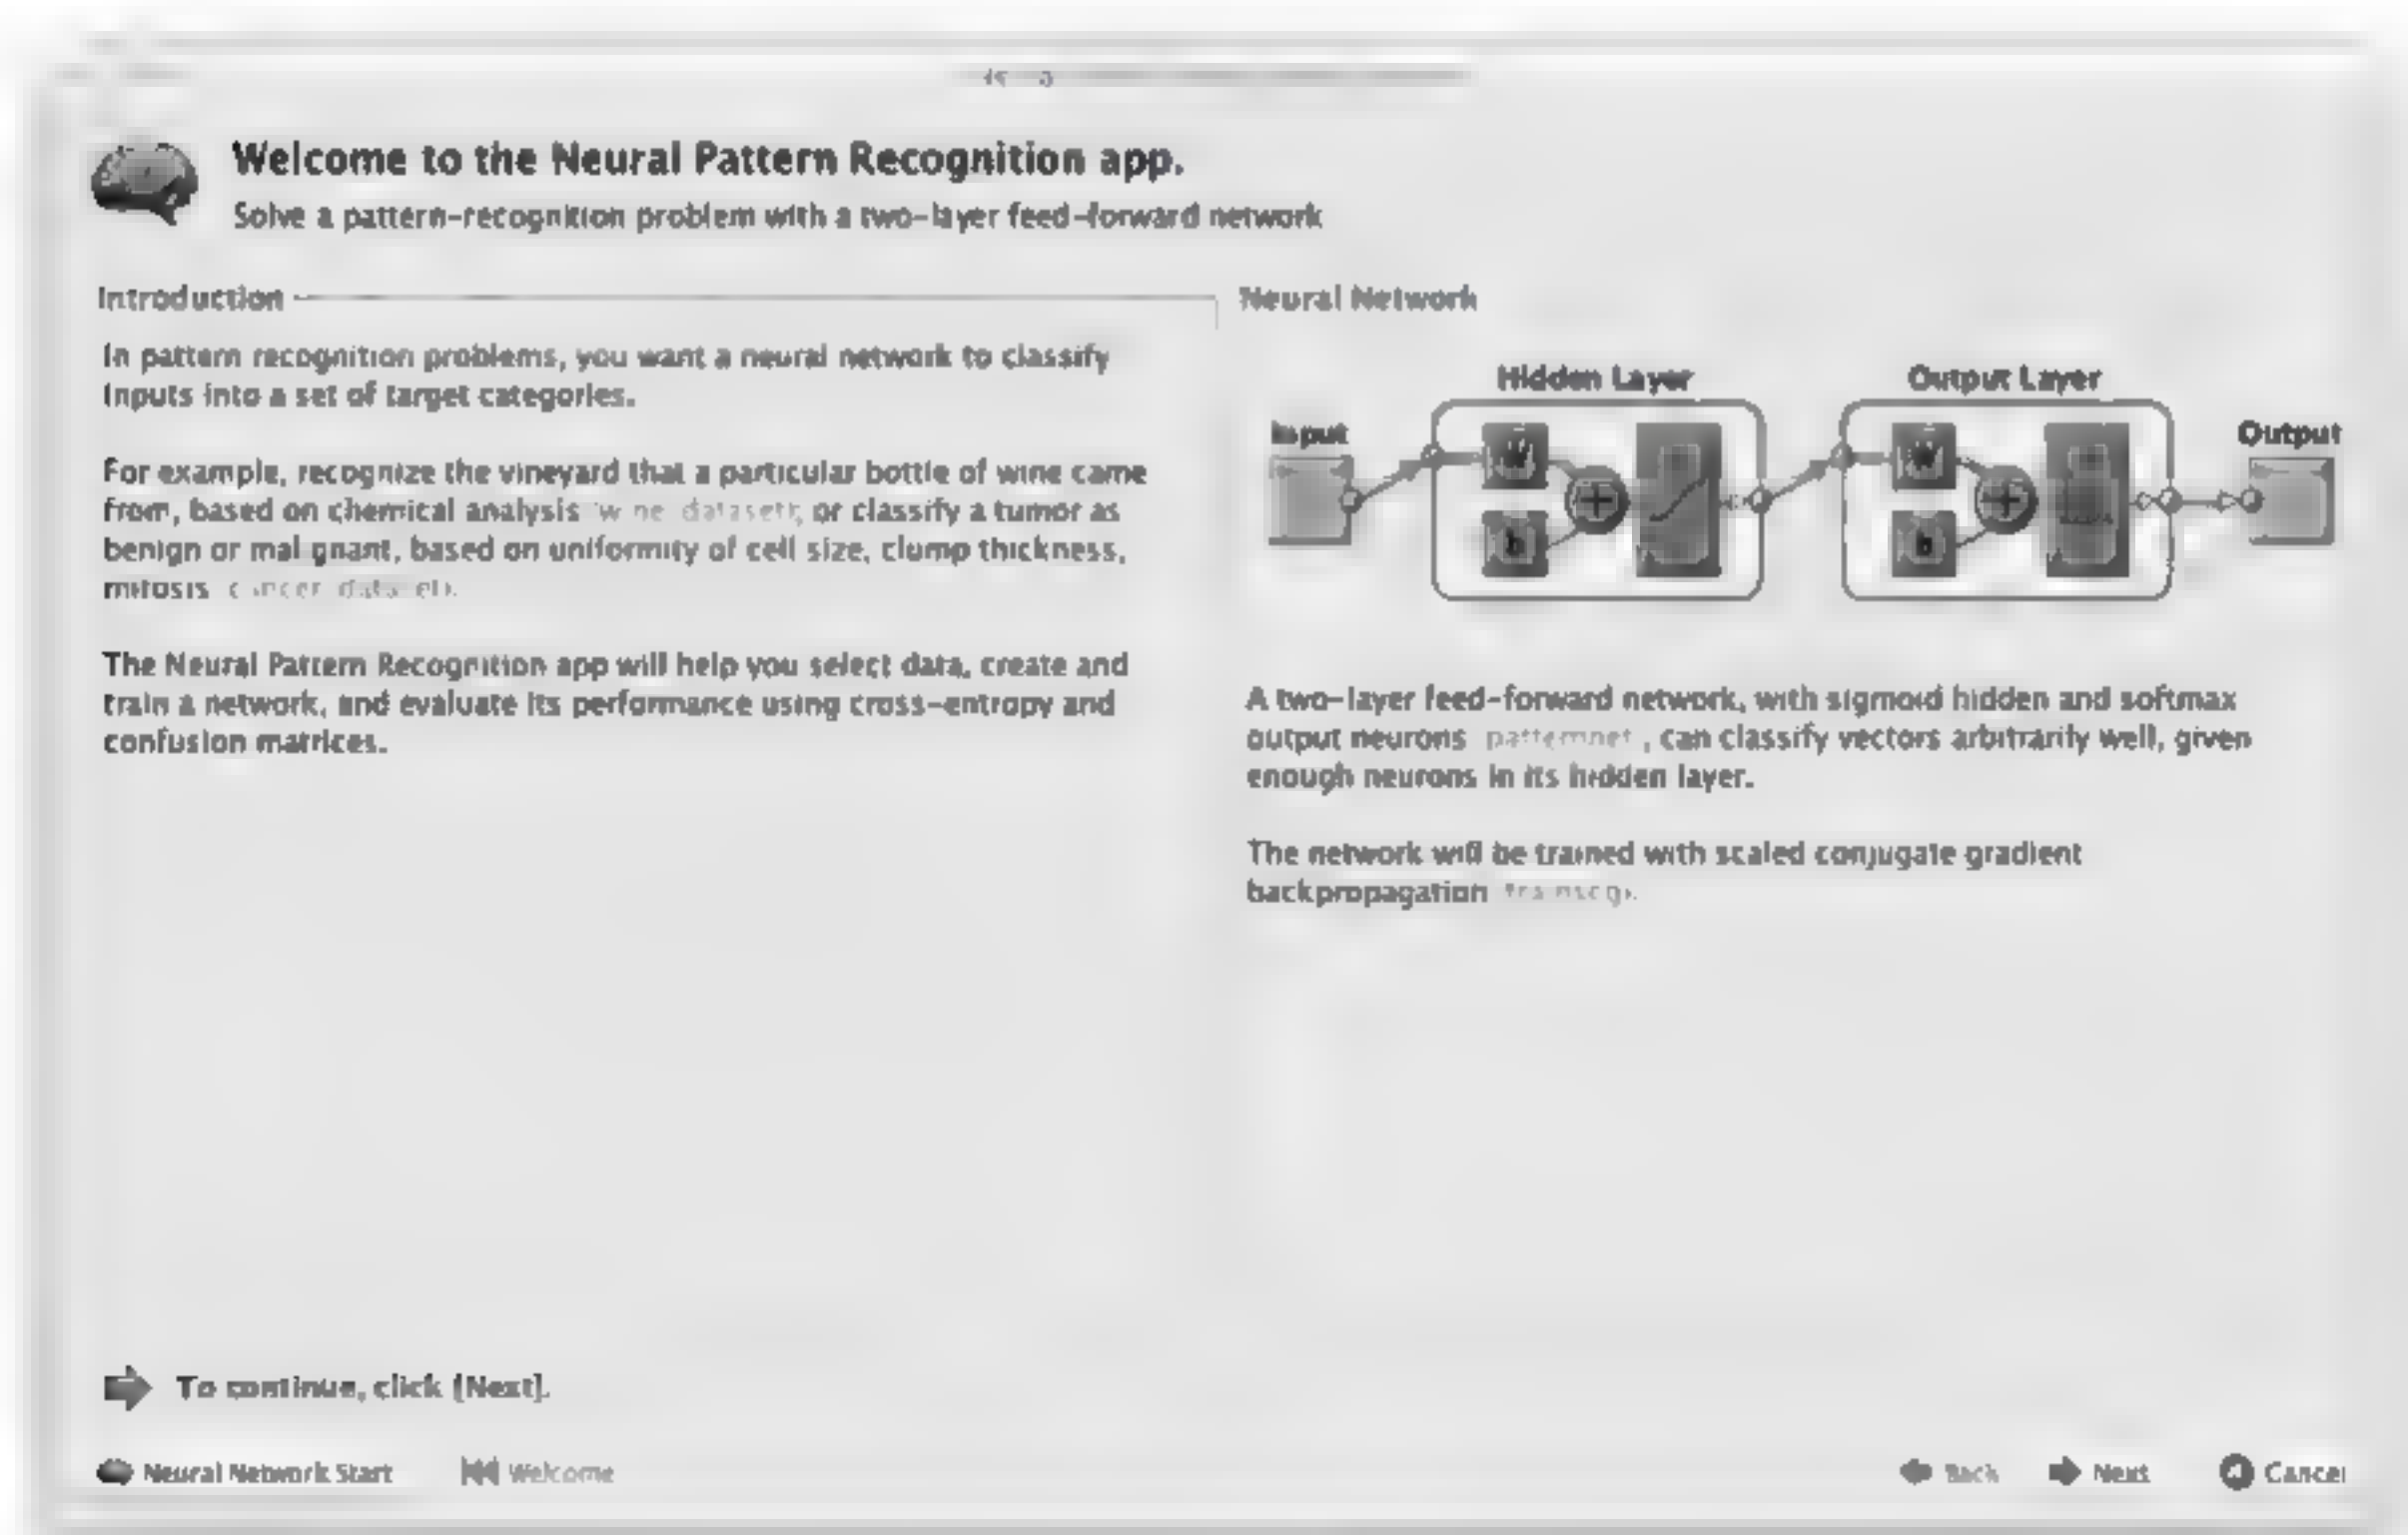 Welcome to the Neural Pattern Recognition app.
Solve a pattern-recognition problem with a two-layer feed-forward network
Introduction
In pattern recognition problems, you want a neural network to classify
inputs into a set of target categories.
For example, recognize the vineyard that a particular bottle of wine came
from, based on chemical analysis or classify a tumor as
benign or malignant, based on uniformity of cell size, clump thickness,
mitosis
The Neural Pattern Recognition app will help you select data, create and
train a network, and evaluate its performance using cross-entropy and
confusion matrices.
Neural Network
Hidden Layer
Output Layer
Input
Output
W
b
W
b
A two-layer feed-forward network, with sigmoid hidden and softmax
output neurons patternnet , can classify vectors arbitrarily well, given
enough neurons in its hidden layer.
The network will be trained with scaled conjugate gradient
backpropagation
To continue, click [Next].
Neural Network Start
Welcome
Back
Next
Cancel